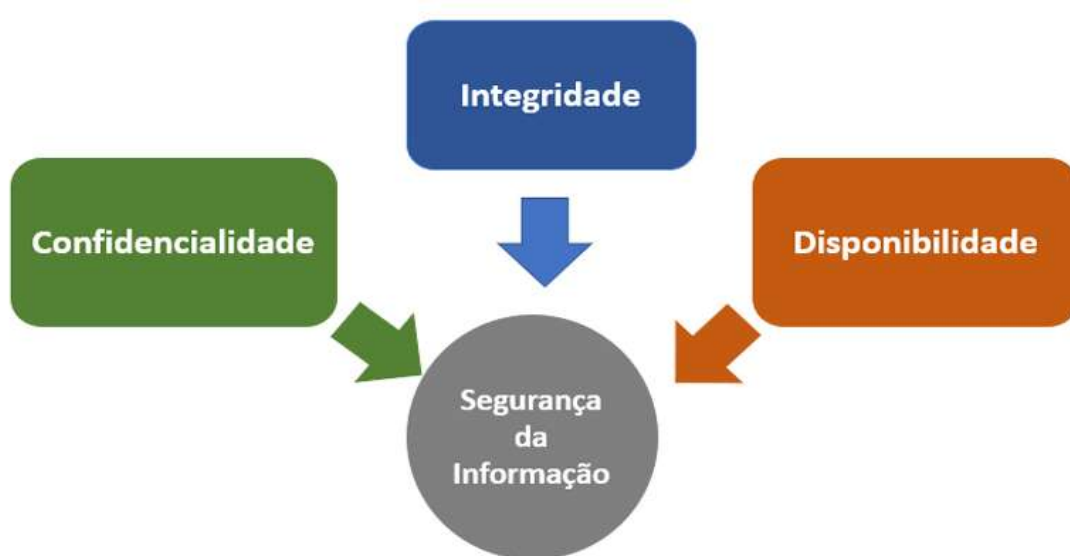 Integridade
Confidencialidade
Disponibilidade
Segurança
da
Informação